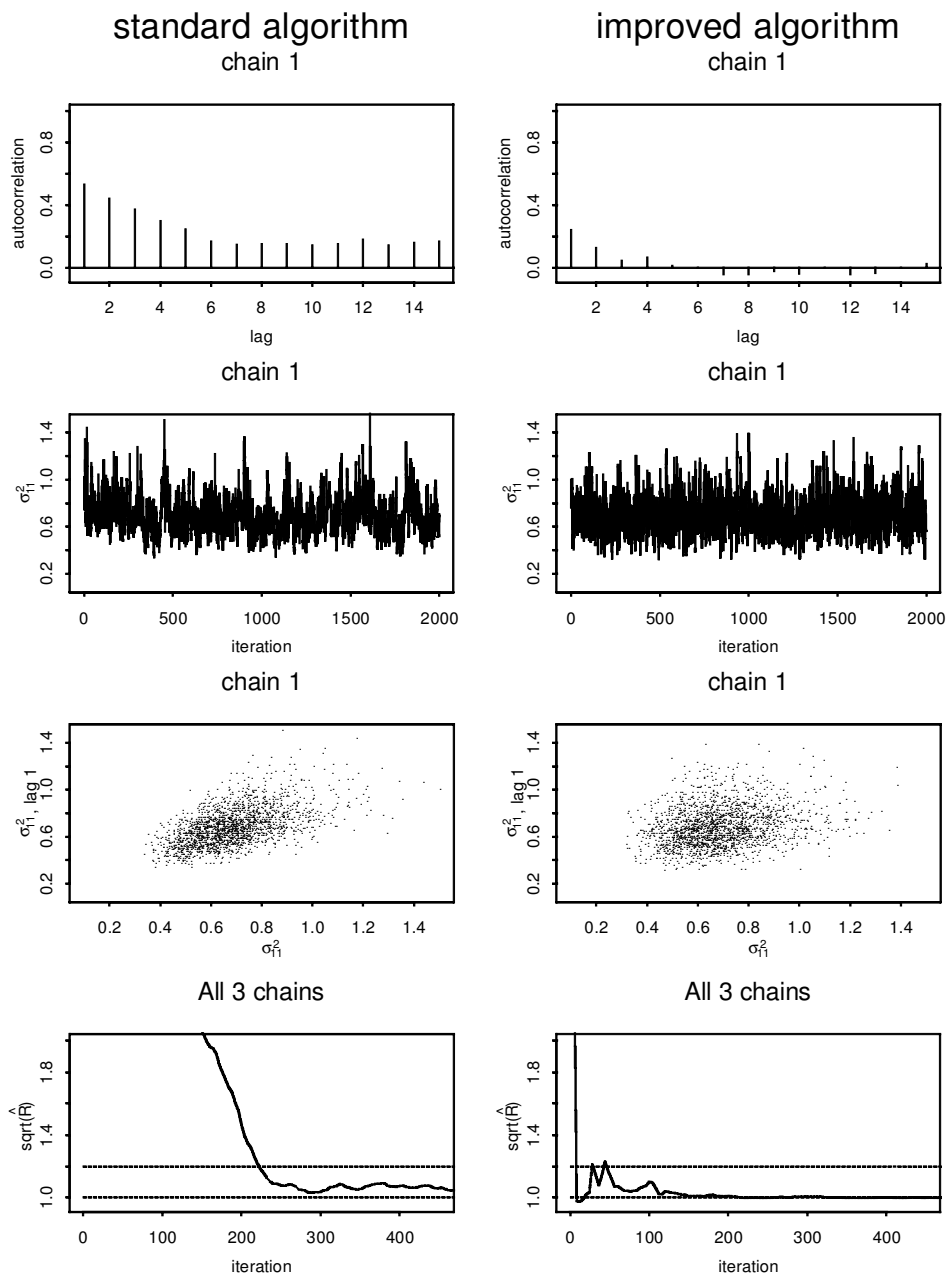 standard algorithm
improved algorithm
chain 1
chain 1
autocorrelation
0.0 0.4 0.8
2 4 6 8 10 12 14
lag
autocorrelation
0.0 0.4 0.8
2 4 6 8 10 12 14
lag
chain 1
chain 1
σ²₁₁
0.2 0.6 1.0 1.4
0 500 1000 1500 2000
iteration
σ²₁₁
0.2 0.6 1.0 1.4
0 500 1000 1500 2000
iteration
chain 1
chain 1
σ²₁₁, lag 1
0.2 0.6 1.0 1.4
0.2 0.4 0.6 0.8 1.0 1.2 1.4
σ²₁₁
σ²₁₁, lag 1
0.2 0.6 1.0 1.4
0.2 0.4 0.6 0.8 1.0 1.2 1.4
σ²₁₁
All 3 chains
All 3 chains
sqrt(R̂)
1.0 1.4 1.8
0 100 200 300 400
iteration
sqrt(R̂)
1.0 1.4 1.8
0 100 200 300 400
iteration